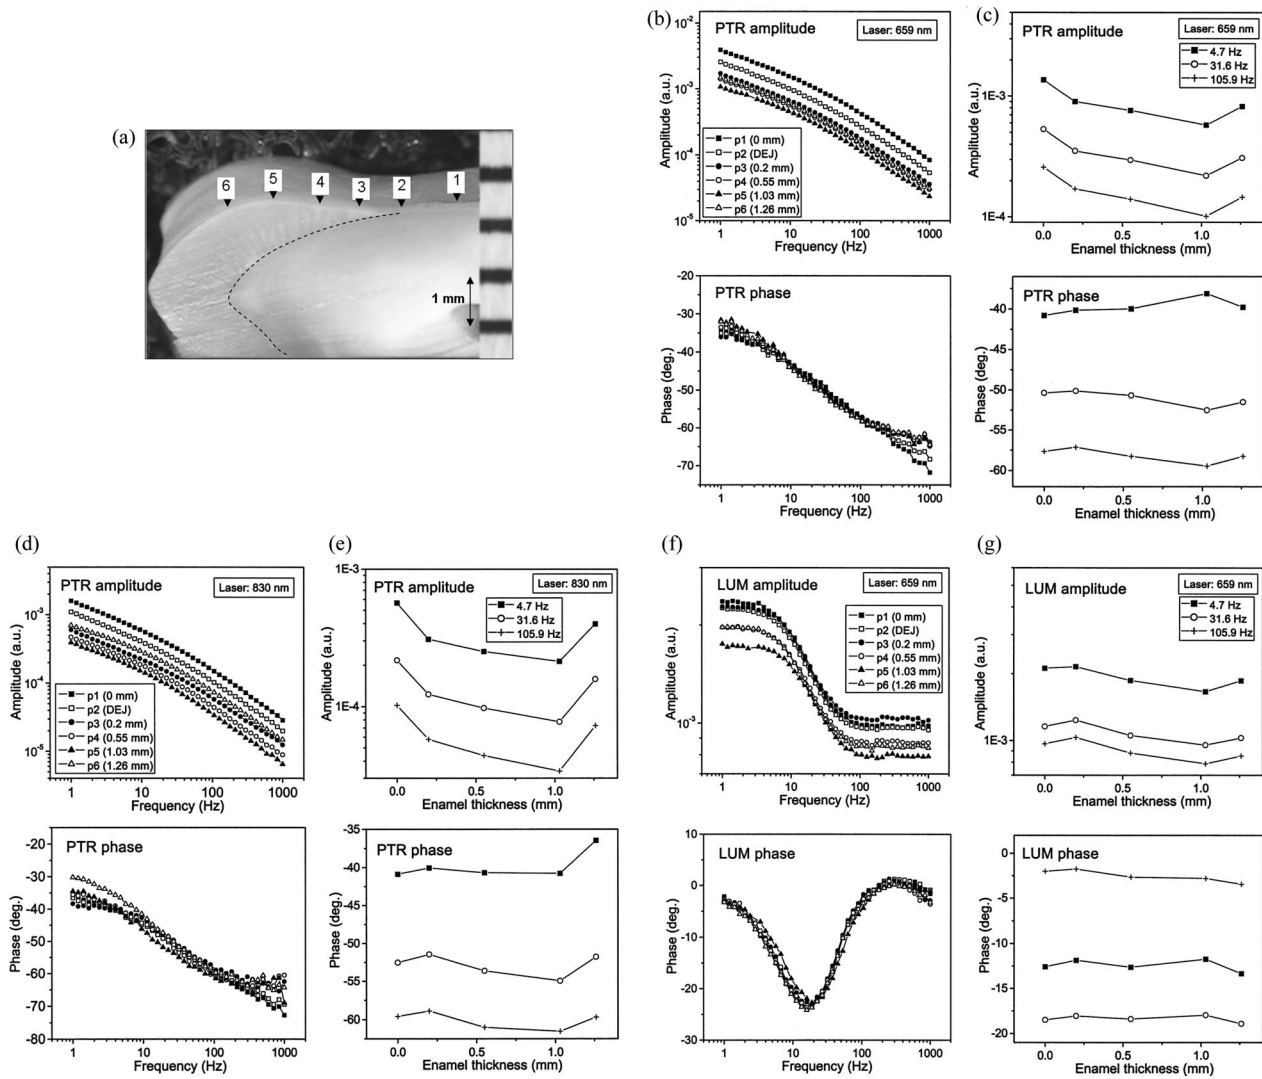 (a)
6
5
4
3
2
1
1 mm
(b)
PTR amplitude
Laser: 659 nm
Amplitude (a.u.)
10⁻²
10⁻³
10⁻⁴
10⁻⁵
p1 (0 mm)
p2 (DEJ)
p3 (0.2 mm)
p4 (0.55 mm)
p5 (1.03 mm)
p6 (1.26 mm)
1 10 100 1000
Frequency (Hz)
PTR phase
Phase (deg.)
-20
-30
-40
-50
-60
-70
1 10 100 1000
Frequency (Hz)
(c)
PTR amplitude
Laser: 659 nm
4.7 Hz
31.6 Hz
105.9 Hz
Amplitude (a.u.)
1E-3
1E-4
0.0 0.5 1.0
Enamel thickness (mm)
PTR phase
Phase (deg.)
-40
-45
-50
-55
-60
0.0 0.5 1.0
Enamel thickness (mm)
(d)
PTR amplitude
Laser: 830 nm
Amplitude (a.u.)
10⁻³
10⁻⁴
10⁻⁵
p1 (0 mm)
p2 (DEJ)
p3 (0.2 mm)
p4 (0.55 mm)
p5 (1.03 mm)
p6 (1.26 mm)
1 10 100 1000
Frequency (Hz)
PTR phase
Phase (deg.)
-20
-30
-40
-50
-60
-70
-80
1 10 100 1000
Frequency (Hz)
(e)
PTR amplitude
Laser: 830 nm
4.7 Hz
31.6 Hz
105.9 Hz
Amplitude (a.u.)
1E-3
1E-4
0.0 0.5 1.0
Enamel thickness (mm)
PTR phase
Phase (deg.)
-35
-40
-45
-50
-55
-60
0.0 0.5 1.0
Enamel thickness (mm)
(f)
LUM amplitude
Laser: 659 nm
Amplitude (a.u.)
10⁻³
p1 (0 mm)
p2 (DEJ)
p3 (0.2 mm)
p4 (0.55 mm)
p5 (1.03 mm)
p6 (1.26 mm)
1 10 100 1000
Frequency (Hz)
LUM phase
Phase (deg.)
10
0
-10
-20
-30
1 10 100 1000
Frequency (Hz)
(g)
LUM amplitude
Laser: 659 nm
4.7 Hz
31.6 Hz
105.9 Hz
Amplitude (a.u.)
1E-3
0.0 0.5 1.0
Enamel thickness (mm)
LUM phase
Phase (deg.)
0
-5
-10
-15
-20
0.0 0.5 1.0
Enamel thickness (mm)